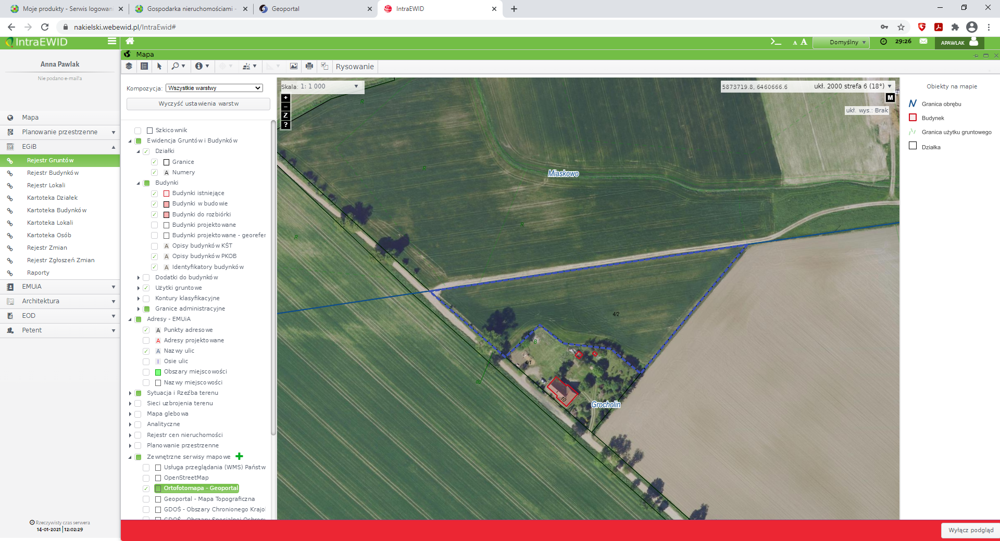 Moje produkty - Serwis logowani
Gospodarka nieruchomościami -
Geoportal
IntraEWID
nakielski.webewid.pl/IntraEwid#
IntraEWID
Domyślny
29:26
APAWLAK
Mapa
Anna Pawlak
Nie podano e-mail'a
Rysowanie
Kompozycja: Wszystkie warstwy
Wyczyść ustawienia warstw
Mapa
Planowanie przestrzenne
EGiB
Rejestr Gruntów
Rejestr Budynków
Rejestr Lokali
Kartoteka Działek
Kartoteka Budynków
Kartoteka Lokali
Kartoteka Osób
Rejestr Zmian
Rejestr Zgłoszeń Zmian
Raporty
EMUiA
Architektura
EOD
Petent
Rzeczywisty czas serwera
14-01-2021 | 12:02:29
Szkicownik
Ewidencja Gruntów i Budynków
Działki
Granice
A Numery
Budynki
Budynki istniejące
Budynki w budowie
Budynki do rozbiórki
Budynki projektowane
Budynki projektowane - georefer
A Opisy budynków KŚT
A Opisy budynków PKOB
A Identyfikatory budynków
Dodatki do budynków
Użytki gruntowe
Kontury klasyfikacyjne
Granice administracyjne
Adresy - EMUiA
A Punkty adresowe
A Adresy projektowane
A Nazwy ulic
Osie ulic
Obszary miejscowości
Nazwy miejscowości
Sytuacja i Rzeźba terenu
Sieci uzbrojenia terenu
Mapa glebowa
Analityczne
Rejestr cen nieruchomości
Planowanie przestrzenne
Zewnętrzne serwisy mapowe
Usługa przeglądania (WMS) Państw
OpenStreetMap
Ortofotomapa - Geoportal
Geoportal - Mapa Topograficzna
GDOŚ - Obszary Chronionego Krajo
GDOŚ - Obszary Specjalnej Ochrony
Skala: 1: 1 000
+
−
Z
?
5873719.8, 6460666.6
ukł. 2000 strefa 6 (18°)
M
ukł. wys.: Brak
R
R
Miaskowo
R
R
4/2
B
4/1
dr
10
Grocholin
Obiekty na mapie
Granica obrębu
Budynek
Granica użytku gruntowego
Działka
Wyłącz podgląd